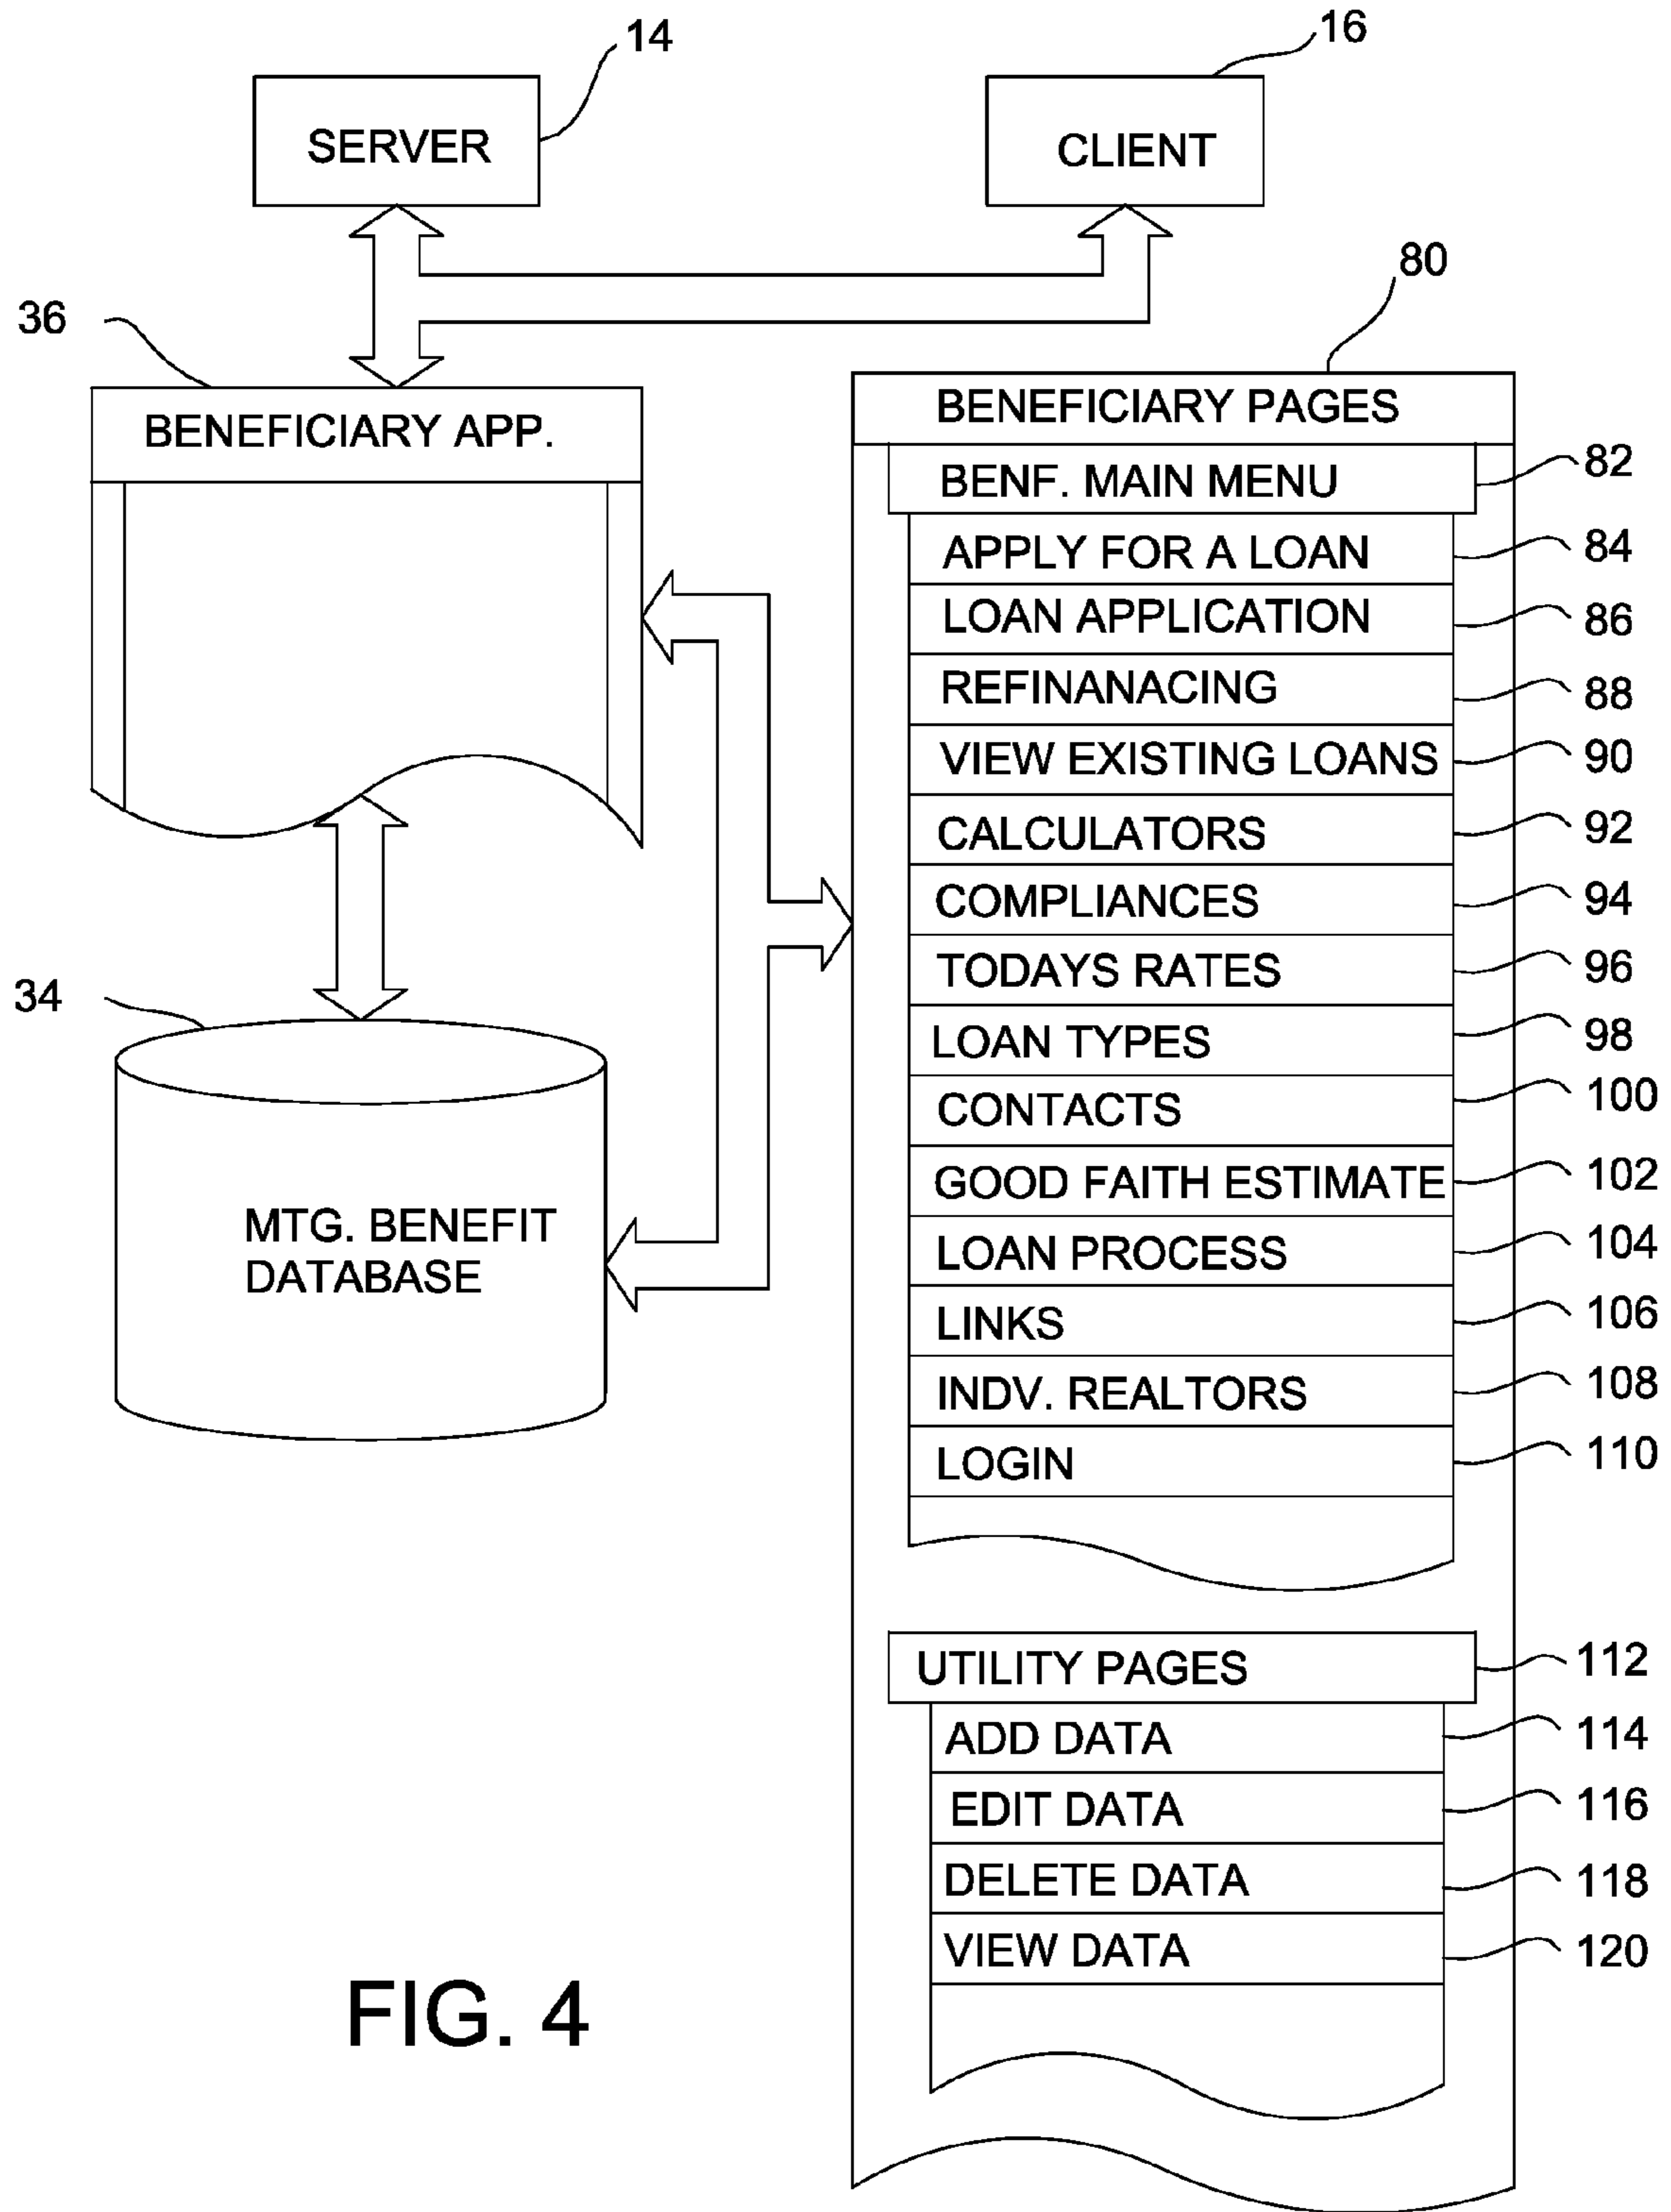 14
16
SERVER
CLIENT
80
36
BENEFICIARY APP.
BENEFICIARY PAGES
BENF. MAIN MENU
82
APPLY FOR A LOAN
84
LOAN APPLICATION
86
REFINANACING
88
VIEW EXISTING LOANS
90
CALCULATORS
92
COMPLIANCES
94
TODAYS RATES
96
34
LOAN TYPES
98
CONTACTS
100
GOOD FAITH ESTIMATE
102
MTG. BENEFIT
DATABASE
LOAN PROCESS
104
LINKS
106
INDV. REALTORS
108
LOGIN
110
UTILITY PAGES
112
ADD DATA
114
EDIT DATA
116
DELETE DATA
118
VIEW DATA
120
FIG. 4